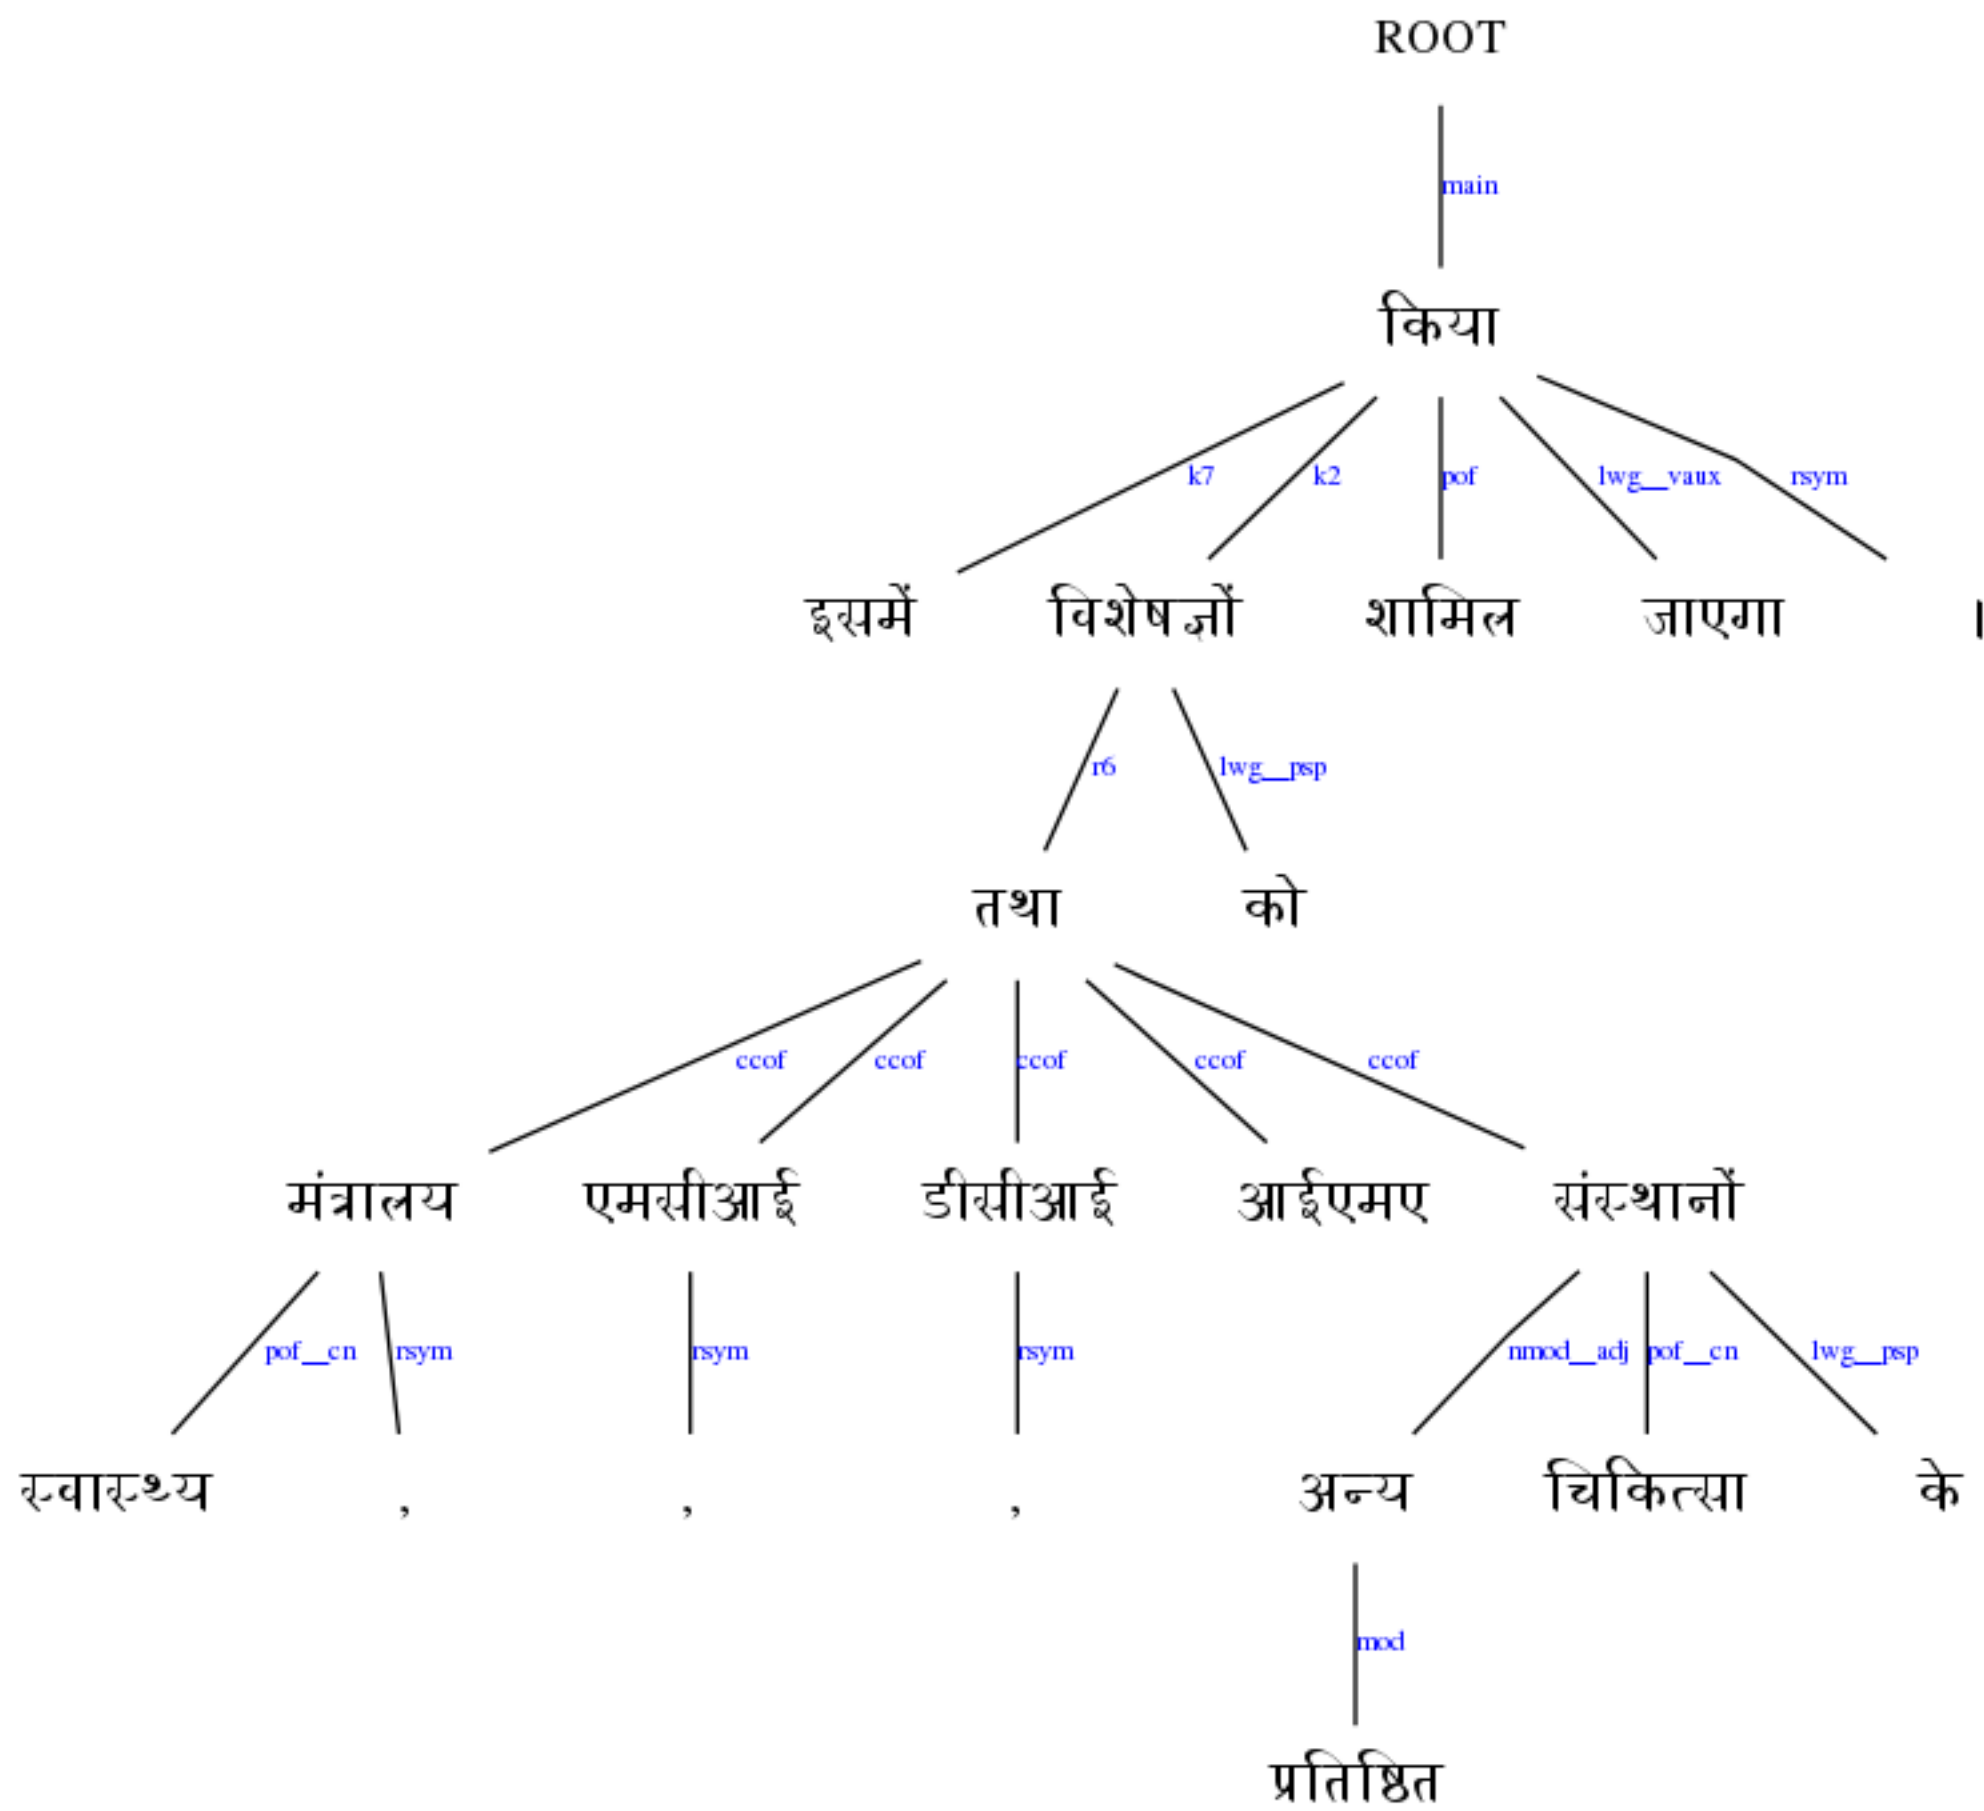 ROOT
main
किया
k7 k2 pof lwg__vaux rsym
इसमें विशेषज्ञों शामिल जाएगा ।
r6 lwg__psp
तथा को
ccof ccof ccof ccof ccof
मंत्रालय एमसीआई डीसीआई आईएमए संस्थानों
pof__cn rsym rsym rsym nmod__adj pof__cn lwg__psp
स्वास्थ्य , , , अन्य चिकित्सा के
mod
प्रतिष्ठित